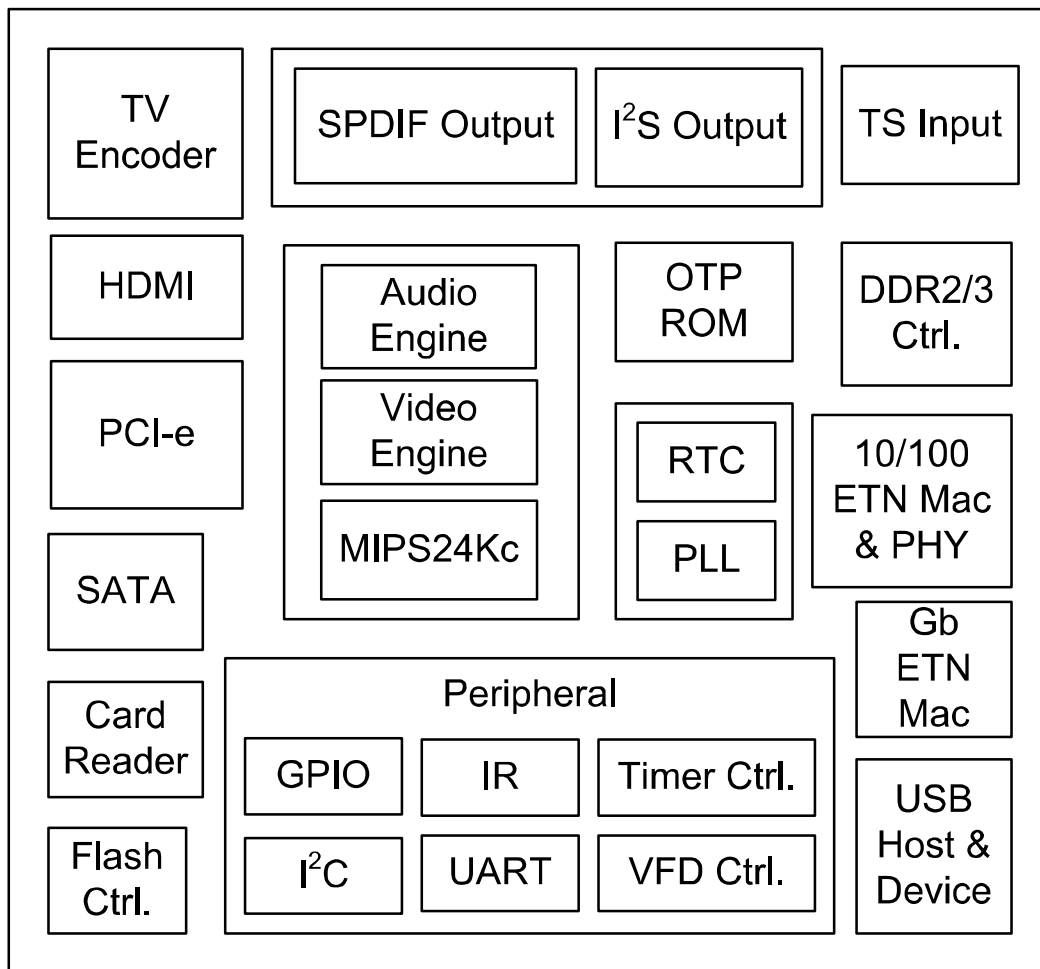 TV
Encoder
SPDIF Output
I²S Output
TS Input
HDMI
Audio
Engine
OTP
ROM
DDR2/3
Ctrl.
PCI-e
Video
Engine
RTC
10/100
ETN Mac
& PHY
MIPS24Kc
PLL
SATA
Gb
ETN
Mac
Card
Reader
Peripheral
GPIO
IR
Timer Ctrl.
I²C
UART
VFD Ctrl.
USB
Host &
Device
Flash
Ctrl.